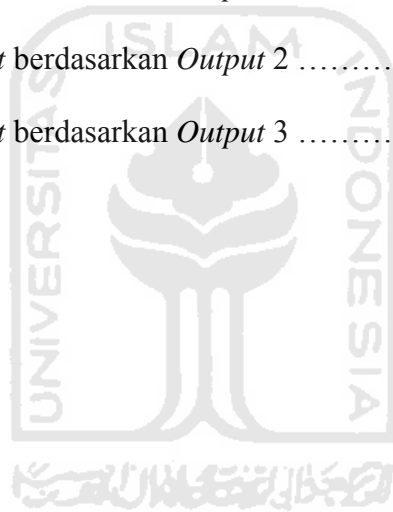 t berdasarkan Output 2 ………
t berdasarkan Output 3 ………
ISLAM
UNIVERSITAS
INDONESIA